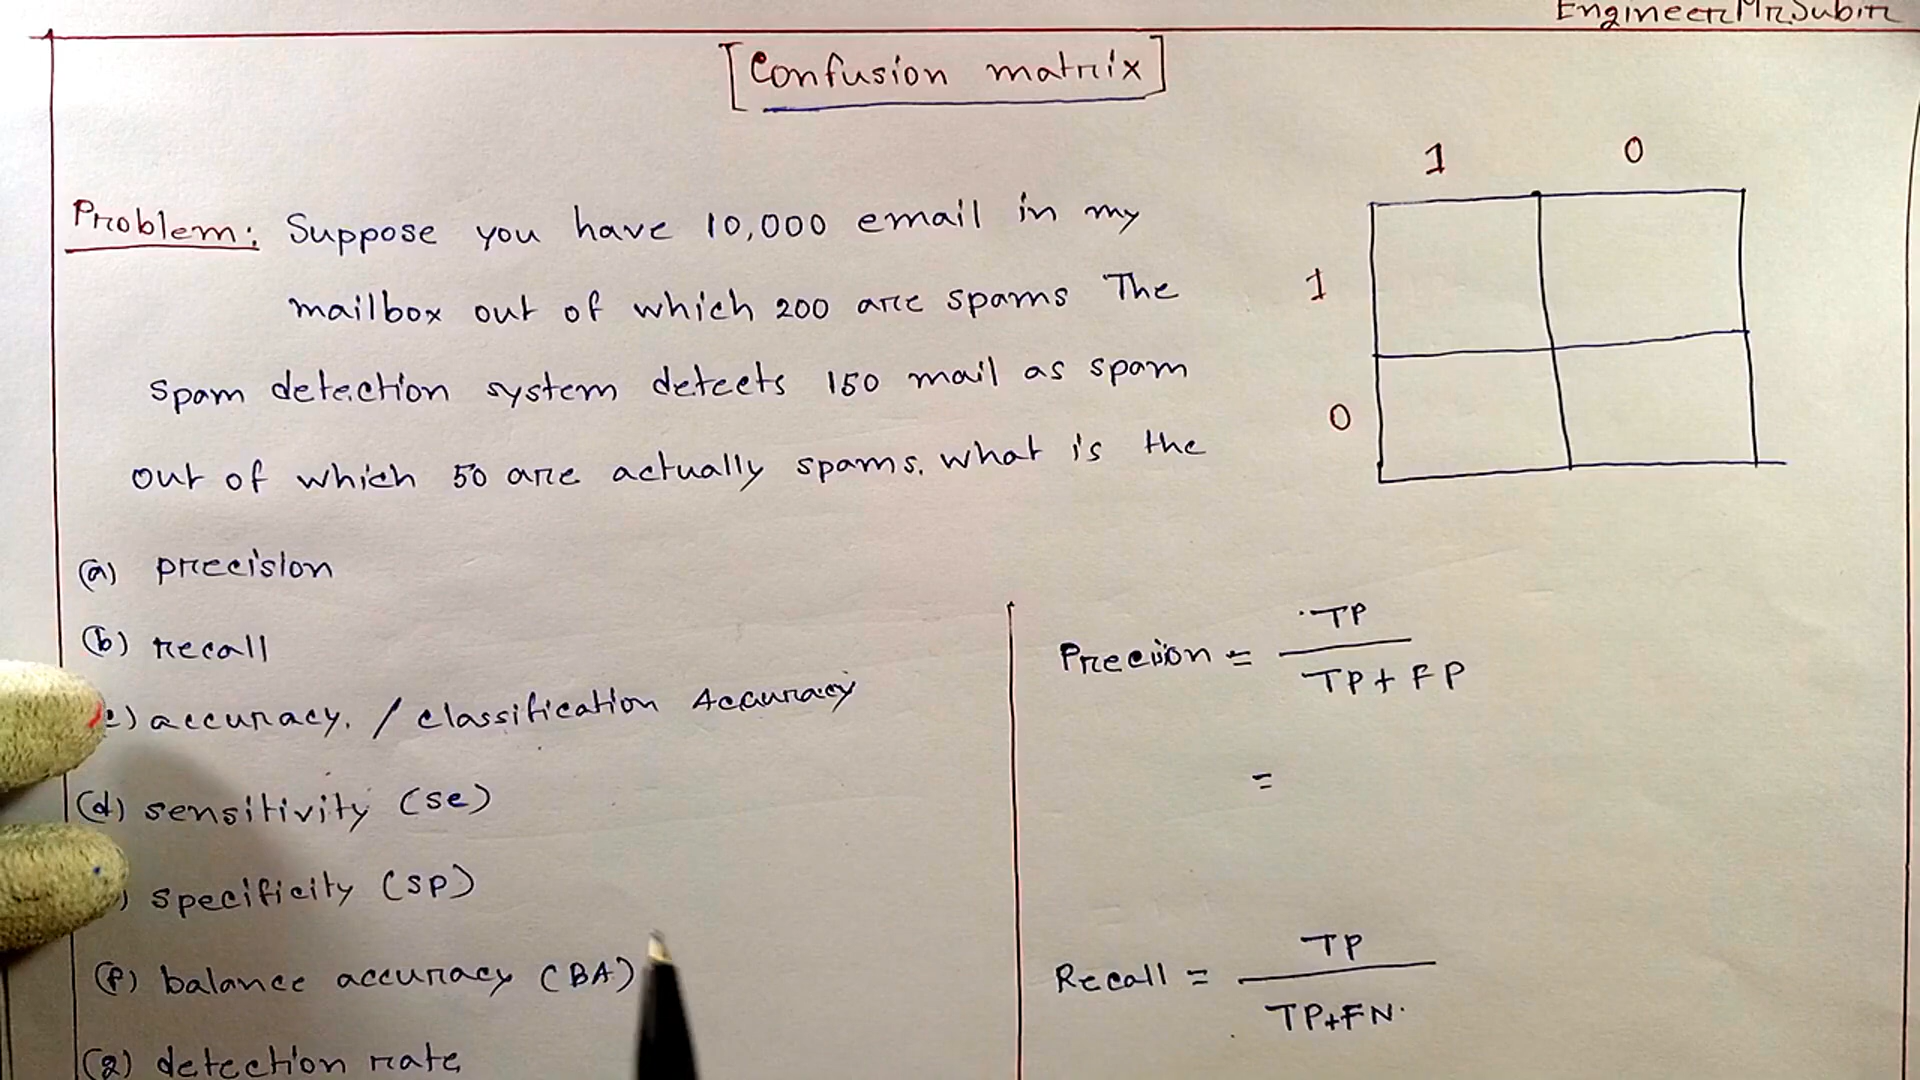 Engineer Mr. Subir
[Confusion matrix]
Problem: Suppose you have 10,000 email in my
mailbox out of which 200 are spams The
spam detection system detects 150 mail as spam
out of which 50 are actually spams. what is the
(a) precision
(b) recall
c) accuracy. / classification Accuracy
(d) sensitivity (se)
) specificity (sp)
(f) balance accuracy (BA)
(g) detection rate
1 0
1
0
Precision = TP
TP + FP
=
Recall = TP
TP+FN.